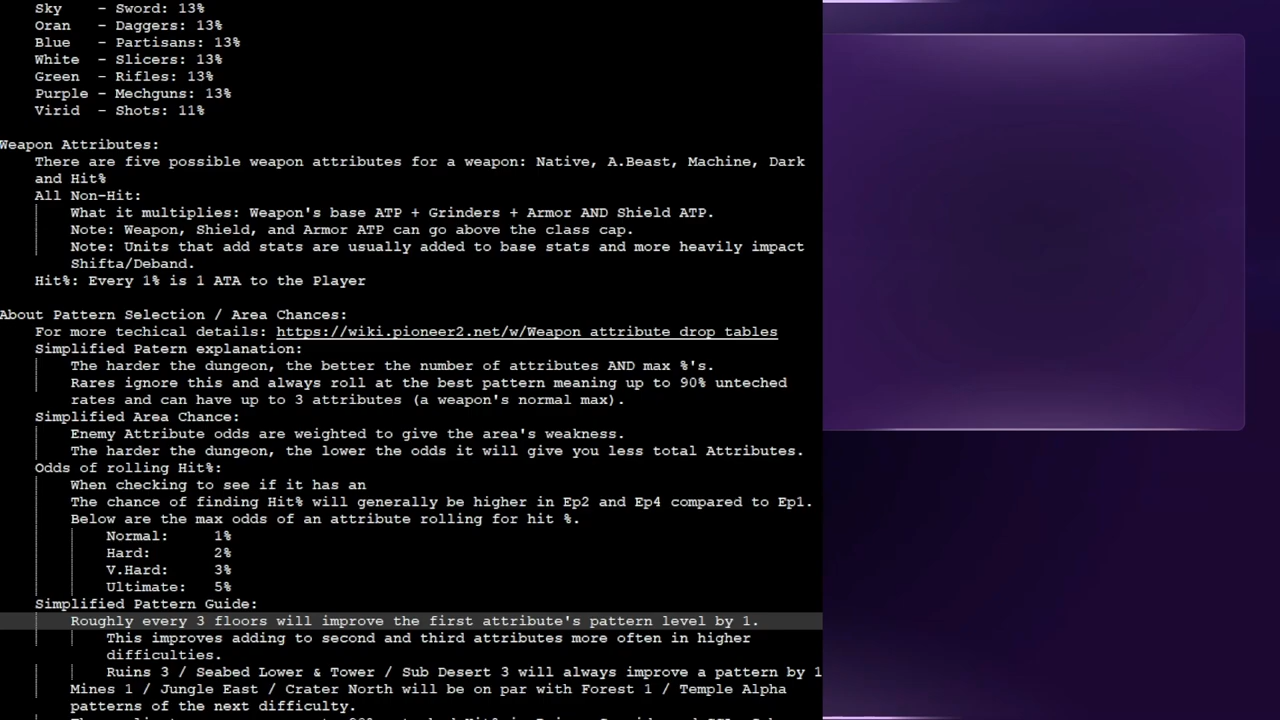 Sky    - Sword: 13%
Oran   - Daggers: 13%
Blue   - Partisans: 13%
White  - Slicers: 13%
Green  - Rifles: 13%
Purple - Mechguns: 13%
Virid  - Shots: 11%
Weapon Attributes:
There are five possible weapon attributes for a weapon: Native, A.Beast, Machine, Dark
and Hit%
All Non-Hit:
What it multiplies: Weapon's base ATP + Grinders + Armor AND Shield ATP.
Note: Weapon, Shield, and Armor ATP can go above the class cap.
Note: Units that add stats are usually added to base stats and more heavily impact
Shifta/Deband.
Hit%: Every 1% is 1 ATA to the Player
About Pattern Selection / Area Chances:
For more techical details: https://wiki.pioneer2.net/w/Weapon_attribute_drop_tables
Simplified Patern explanation:
The harder the dungeon, the better the number of attributes AND max %'s.
Rares ignore this and always roll at the best pattern meaning up to 90% unteched
rates and can have up to 3 attributes (a weapon's normal max).
Simplified Area Chance:
Enemy Attribute odds are weighted to give the area's weakness.
The harder the dungeon, the lower the odds it will give you less total Attributes.
Odds of rolling Hit%:
When checking to see if it has an
The chance of finding Hit% will generally be higher in Ep2 and Ep4 compared to Ep1.
Below are the max odds of an attribute rolling for hit %.
Normal:     1%
Hard:       2%
V.Hard:     3%
Ultimate:   5%
Simplified Pattern Guide:
Roughly every 3 floors will improve the first attribute's pattern level by 1.
This improves adding to second and third attributes more often in higher
difficulties.
Ruins 3 / Seabed Lower & Tower / Sub Desert 3 will always improve a pattern by 1
Mines 1 / Jungle East / Crater North will be on par with Forest 1 / Temple Alpha
patterns of the next difficulty.